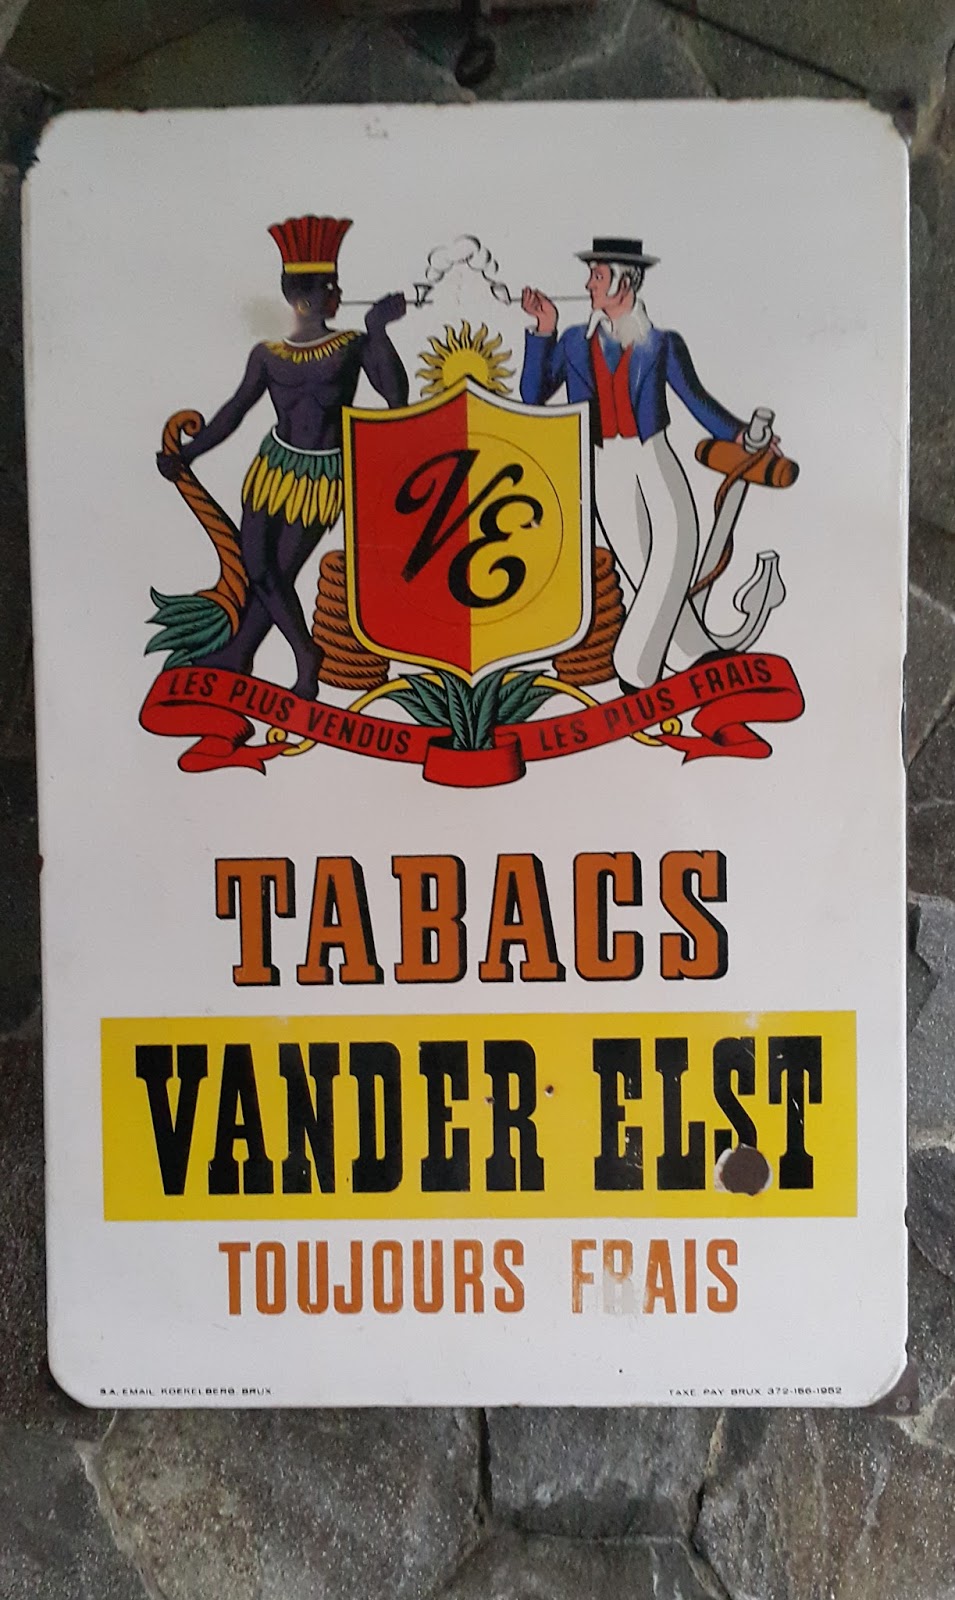 VE
LES PLUS VENDUS LES PLUS FRAIS
TABACS
VANDER ELST
TOUJOURS FRAIS
S.A. EMAIL KOEKELBERG. BRUX.
TAXE. PAY. BRUX. 372-156-1952